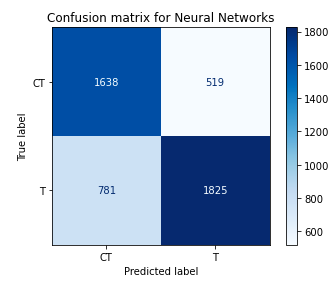 Confusion matrix for Neural Networks
CT
1638
519
T
781
1825
CT
T
Predicted label
True label
1800
1600
1400
1200
1000
800
600